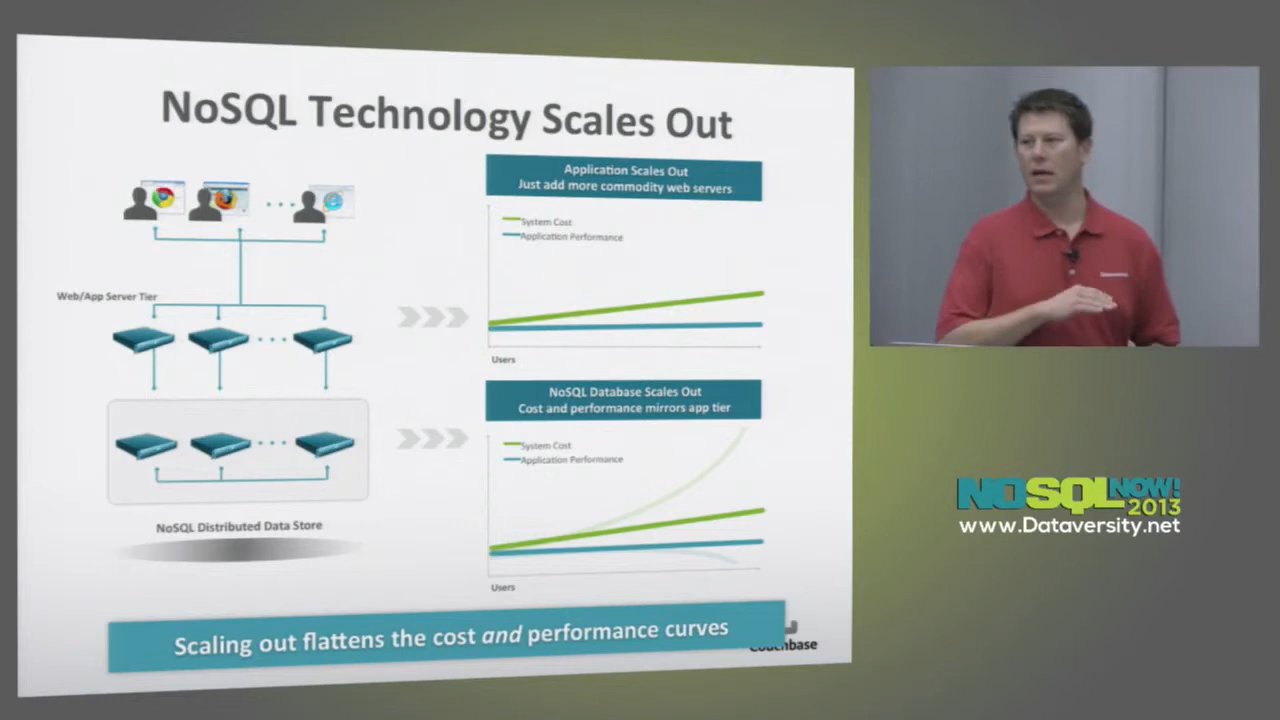 NoSQL Technology Scales Out
Application Scales Out
Just add more commodity web servers
System Cost
Application Performance
Web/App Server Tier
Users
NoSQL Database Scales Out
Cost and performance mirrors app tier
System Cost
Application Performance
NoSQL Distributed Data Store
Users
Scaling out flattens the cost and performance curves
Couchbase
NOSQL NOW!
2013
www.Dataversity.net